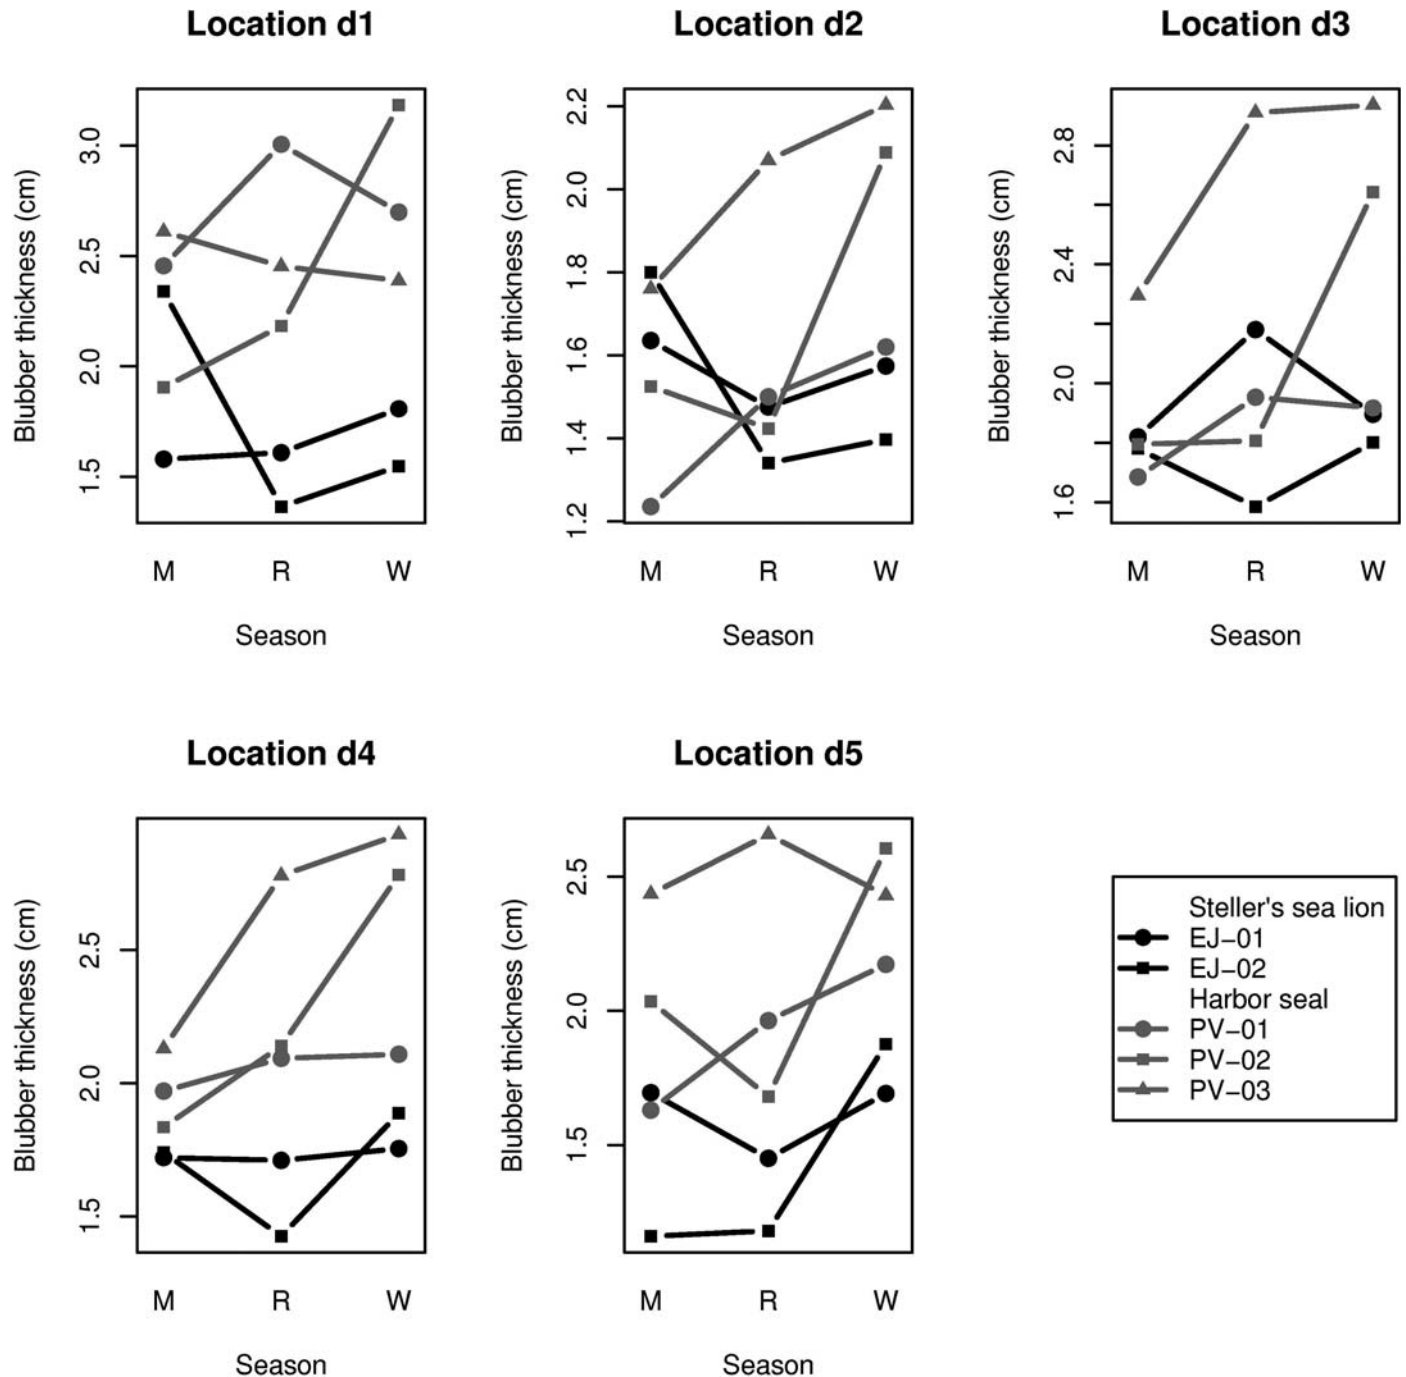 Location d1
Location d2
Location d3
Blubber thickness (cm)
3.0
2.5
2.0
1.5
M R W
Season
Blubber thickness (cm)
2.2
2.0
1.8
1.6
1.4
1.2
M R W
Season
Blubber thickness (cm)
2.8
2.4
2.0
1.6
M R W
Season
Location d4
Location d5
Blubber thickness (cm)
2.5
2.0
1.5
M R W
Season
Blubber thickness (cm)
2.5
2.0
1.5
M R W
Season
Steller's sea lion
EJ−01
EJ−02
Harbor seal
PV−01
PV−02
PV−03